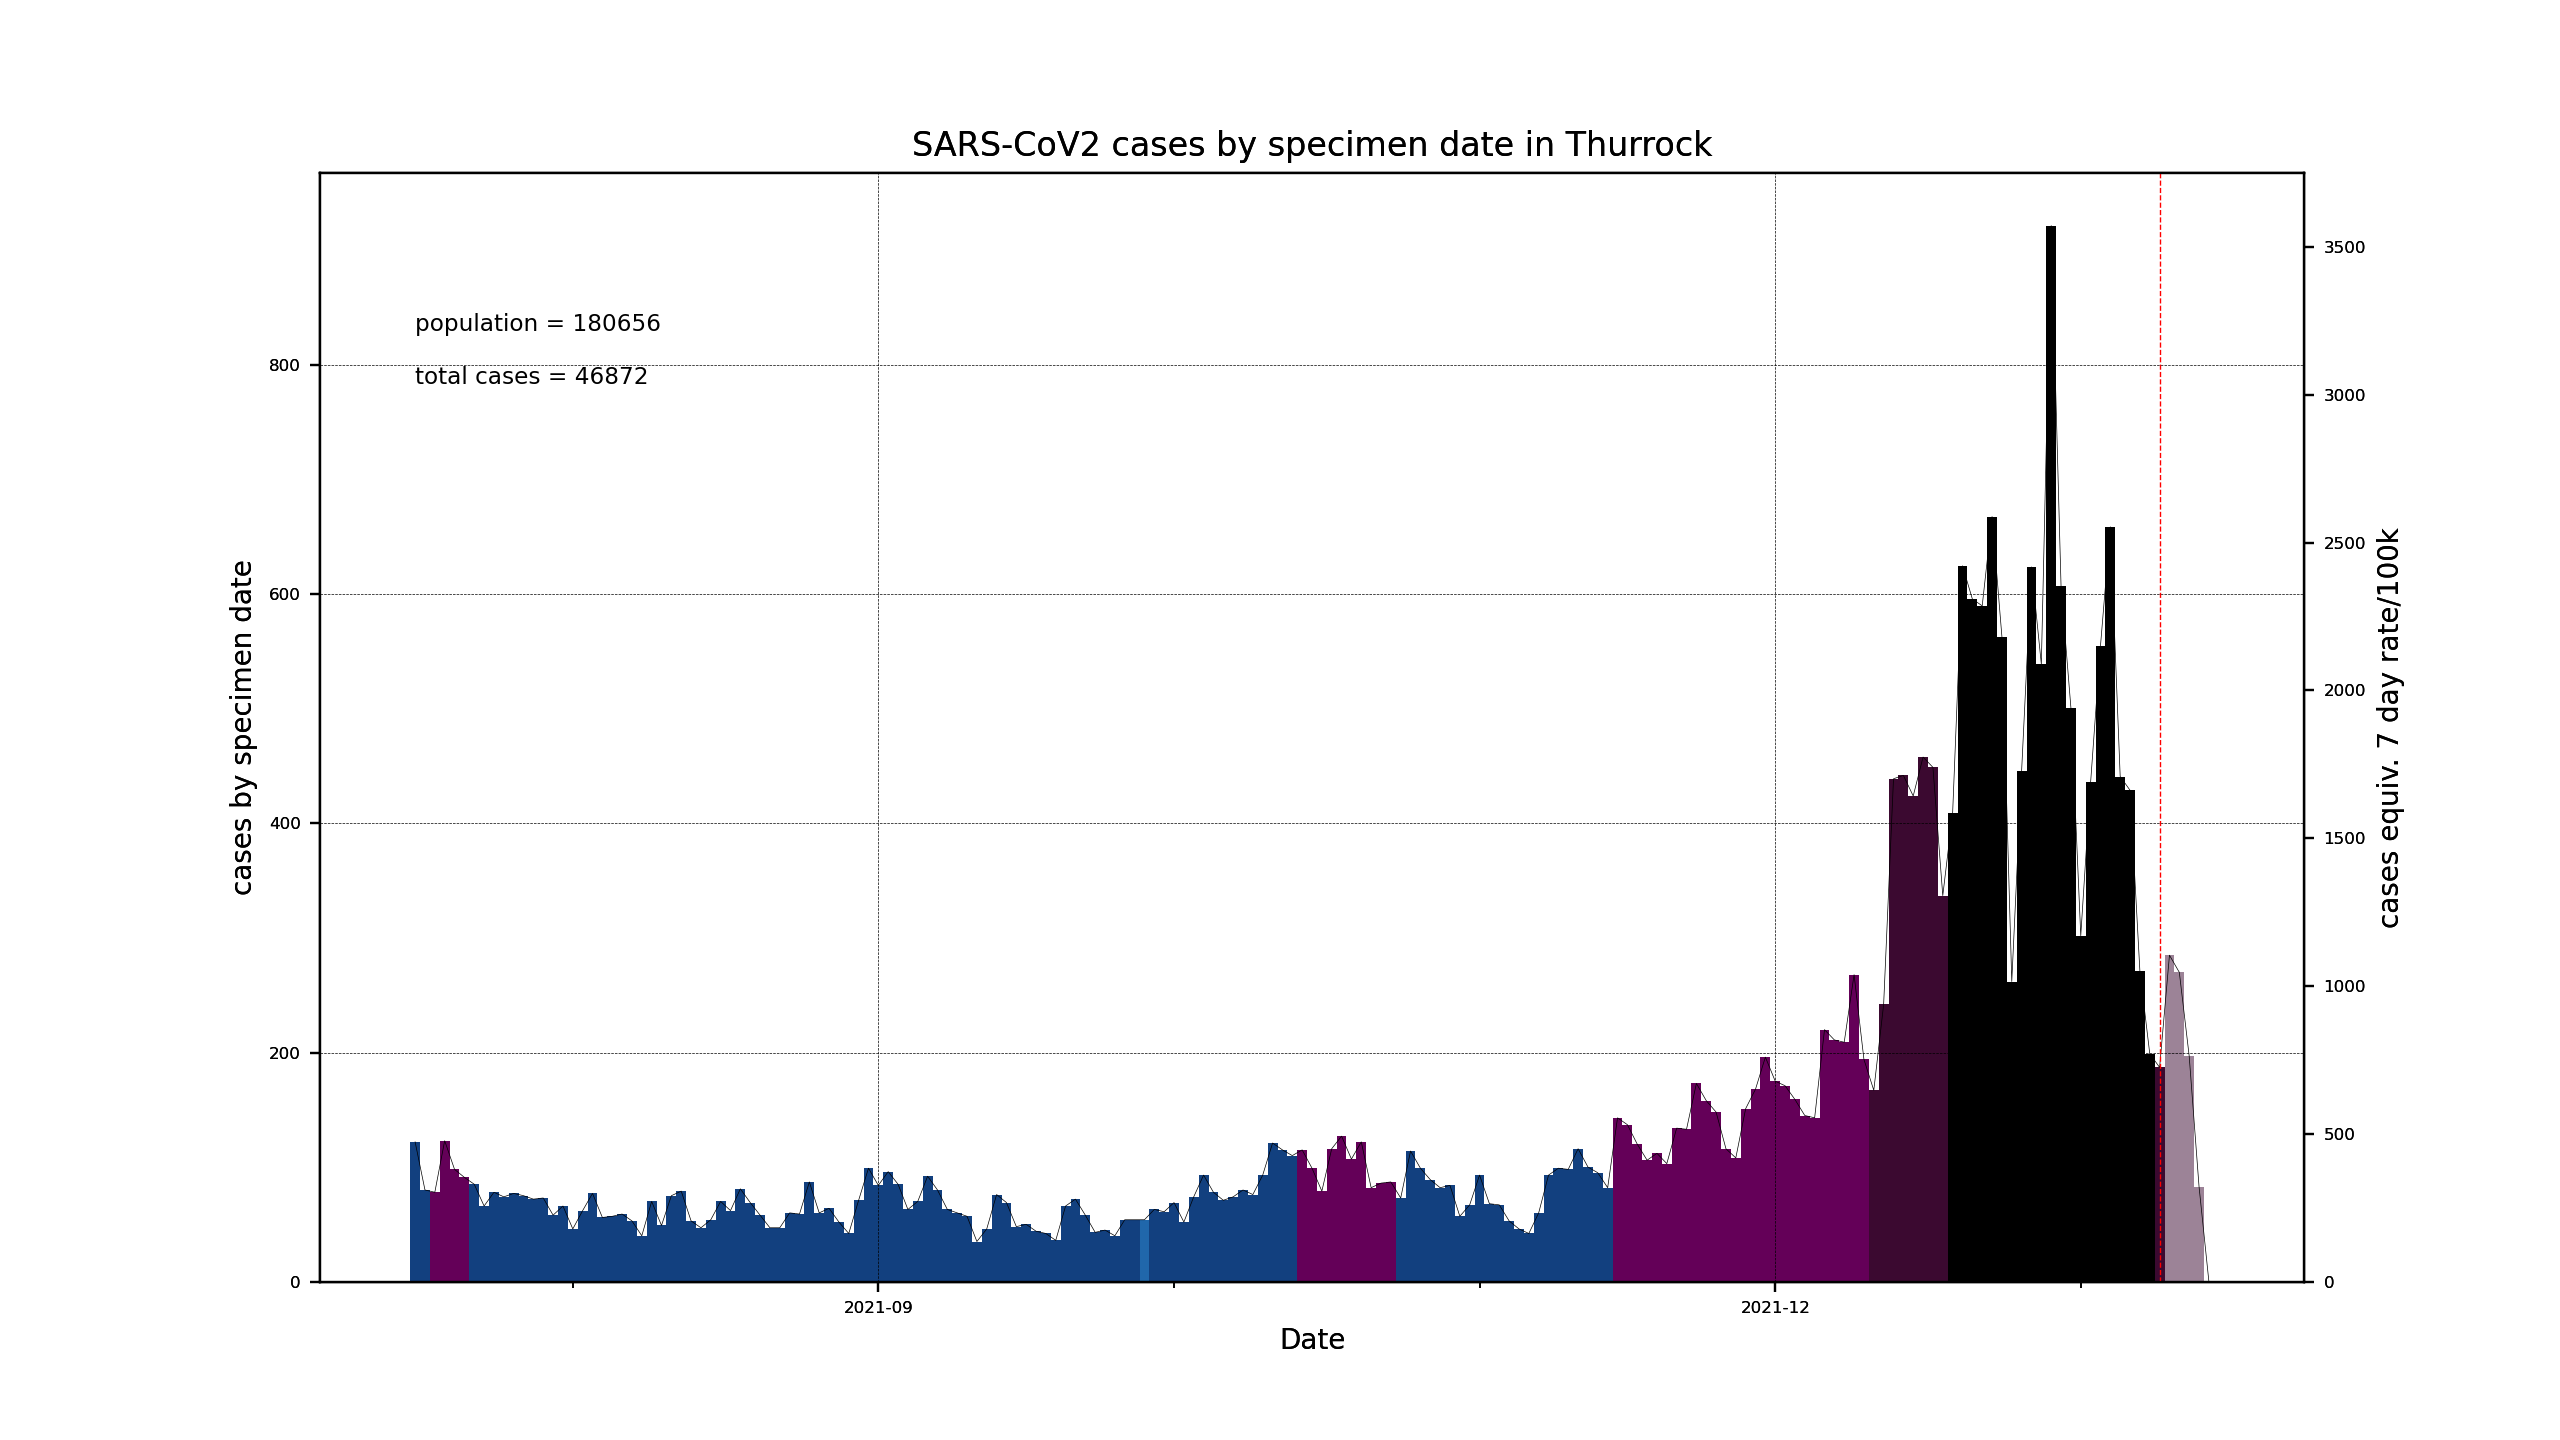 SARS-CoV2 cases by specimen date in Thurrock
population = 180656
total cases = 46872
cases by specimen date
800
600
400
200
0
3500
3000
2500
2000
1500
1000
500
0
cases equiv. 7 day rate/100k
2021-09
2021-12
Date